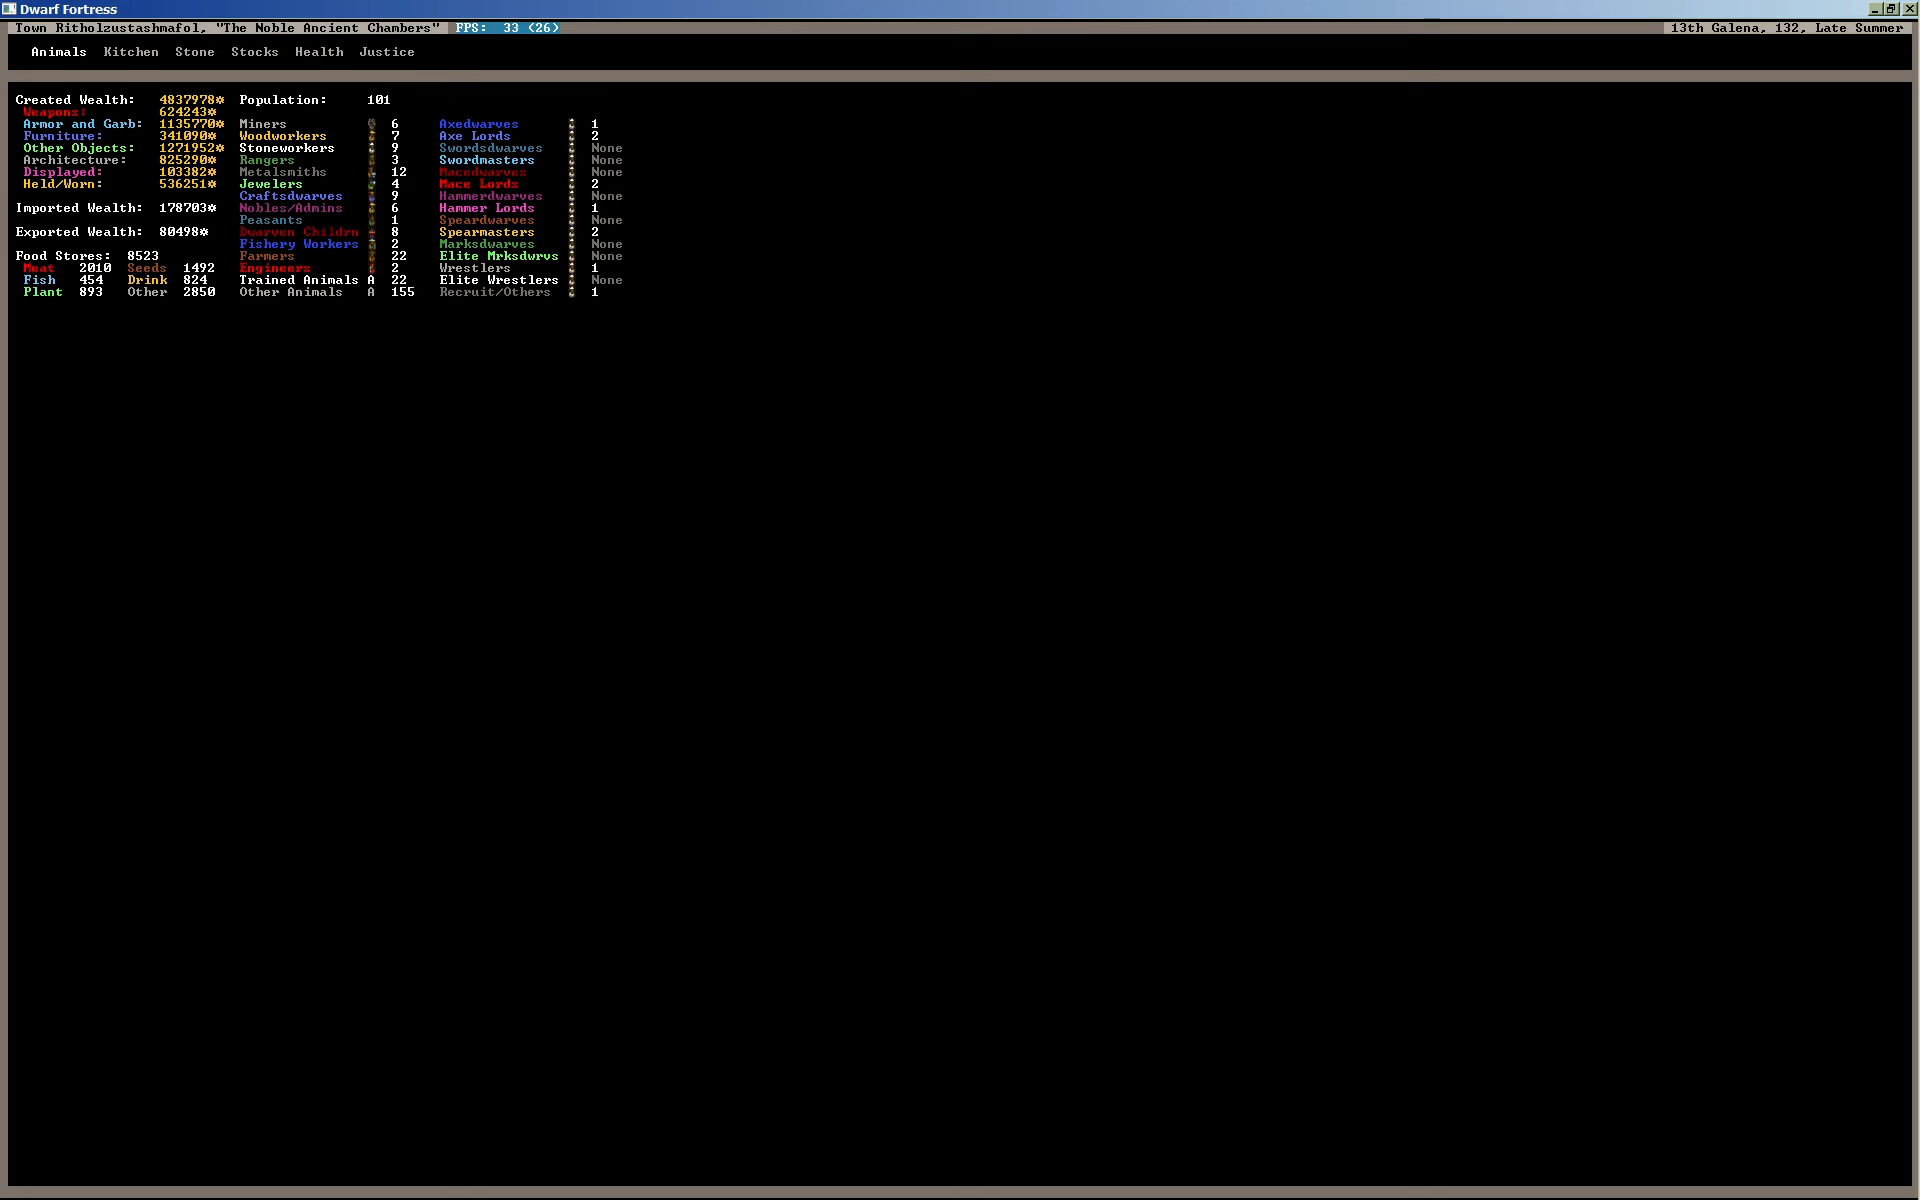 Dwarf Fortress
Town Ritholzustashmafol, "The Noble Ancient Chambers" FPS: 33 (26) 13th Galena, 132, Late Summer
Animals Kitchen Stone Stocks Health Justice
Created Wealth: 4837978☼ Population: 101
Weapons: 624243☼
Armor and Garb: 1135770☼ Miners 6 Axedwarves 1
Furniture: 341090☼ Woodworkers 7 Axe Lords 2
Other Objects: 1271952☼ Stoneworkers 9 Swordsdwarves None
Architecture: 825290☼ Rangers 3 Swordmasters None
Displayed: 103382☼ Metalsmiths 12 Macedwarves None
Held/Worn: 536251☼ Jewelers 4 Mace Lords 2
Craftsdwarves 9 Hammerdwarves None
Imported Wealth: 178703☼ Nobles/Admins 6 Hammer Lords 1
Peasants 1 Speardwarves None
Exported Wealth: 80498☼ Dwarven Childrn 8 Spearmasters 2
Fishery Workers 2 Marksdwarves None
Food Stores: 8523 Farmers 22 Elite Mrksdwrvs None
Meat 2010 Seeds 1492 Engineers 2 Wrestlers 1
Fish 454 Drink 824 Trained Animals A 22 Elite Wrestlers None
Plant 893 Other 2850 Other Animals A 155 Recruit/Others 1